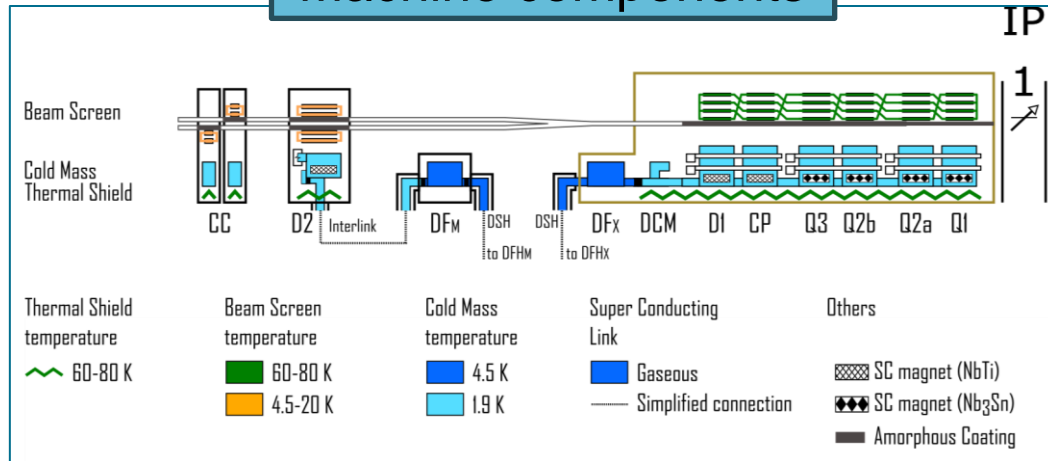 machine components
IP
1
Beam Screen
Cold Mass
Thermal Shield
CC
D2
Interlink
DFM
DSH
to DFHM
DSH
to DFHX
DFX
DCM
D1
CP
Q3
Q2b
Q2a
Q1
Thermal Shield
temperature
60-80 K
Beam Screen
temperature
60-80 K
4.5-20 K
Cold Mass
temperature
4.5 K
1.9 K
Super Conducting
Link
Gaseous
Simplified connection
Others
SC magnet (NbTi)
SC magnet (Nb3Sn)
Amorphous Coating